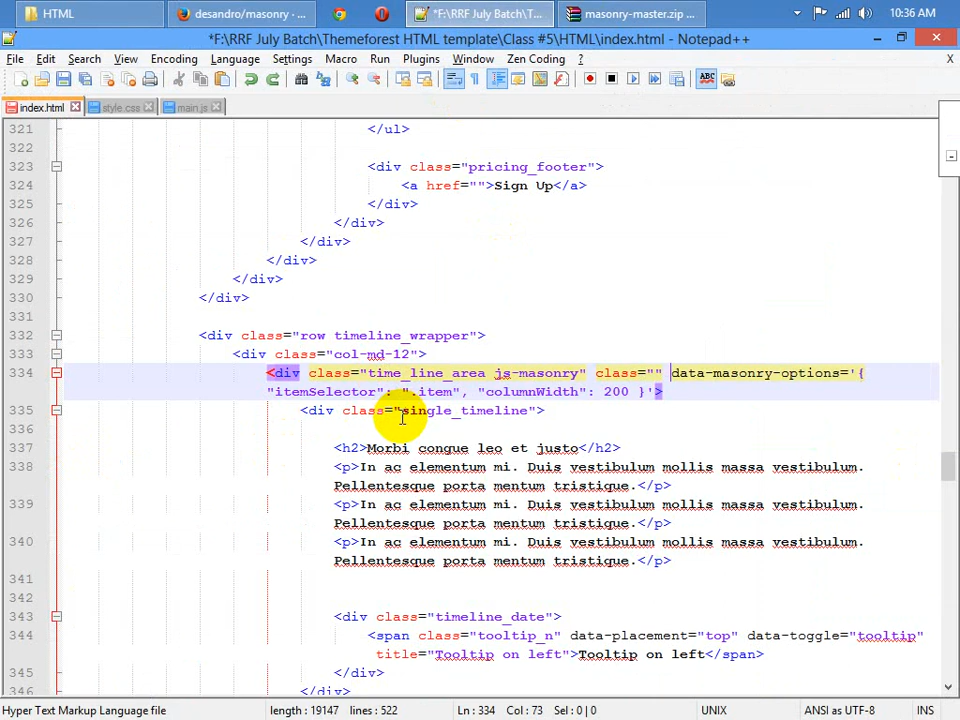 HTML
desandro/masonry · ...
*F:\RRF July Batch\T...
masonry-master.zip ...
10:36 AM
*F:\RRF July Batch\Themeforest HTML template\Class #5\HTML\index.html - Notepad++
File Edit Search View Encoding Language Settings Macro Run Plugins Window Zen Coding ? X
index.html style.css main.js
321 </ul>
322
323 <div class="pricing_footer">
324 <a href="">Sign Up</a>
325 </div>
326 </div>
327 </div>
328 </div>
329 </div>
330 </div>
331
332 <div class="row timeline_wrapper">
333 <div class="col-md-12">
334 <div class="time_line_area js-masonry" class="" data-masonry-options='{
"itemSelector": ".item", "columnWidth": 200 }'>
335 <div class="single_timeline">
336
337 <h2>Morbi congue leo et justo</h2>
338 <p>In ac elementum mi. Duis vestibulum mollis massa vestibulum.
Pellentesque porta mentum tristique.</p>
339 <p>In ac elementum mi. Duis vestibulum mollis massa vestibulum.
Pellentesque porta mentum tristique.</p>
340 <p>In ac elementum mi. Duis vestibulum mollis massa vestibulum.
Pellentesque porta mentum tristique.</p>
341
342
343 <div class="timeline_date">
344 <span class="tooltip_n" data-placement="top" data-toggle="tooltip"
title="Tooltip on left">Tooltip on left</span>
345 </div>
346 </div>
Hyper Text Markup Language file length : 19147 lines : 522 Ln : 334 Col : 73 Sel : 0 | 0 UNIX ANSI as UTF-8 INS